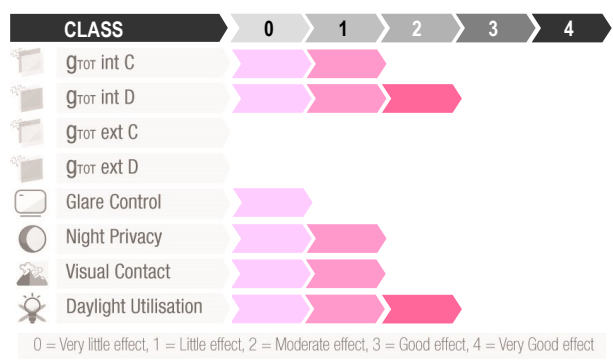 CLASS 0 1 2 3 4
gTOT int C
gTOT int D
gTOT ext C
gTOT ext D
Glare Control
Night Privacy
Visual Contact
Daylight Utilisation
0 = Very little effect, 1 = Little effect, 2 = Moderate effect, 3 = Good effect, 4 = Very Good effect